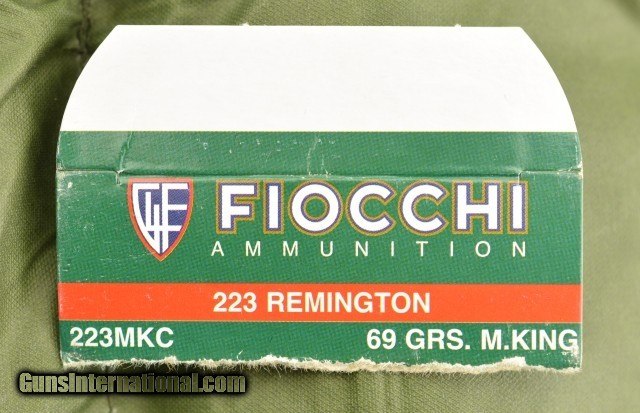 FIOCCHI
AMMUNITION
223 REMINGTON
223MKC 69 GRS. M.KING
GunsInternational.com